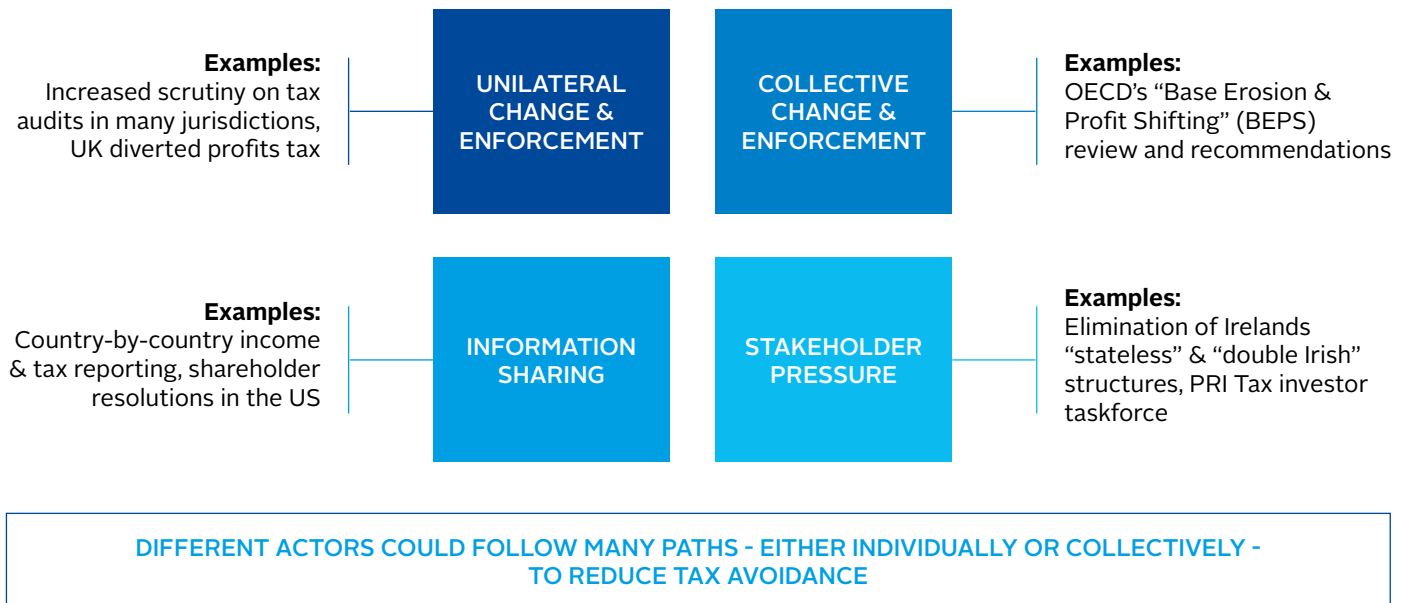 Examples:
Increased scrutiny on tax
audits in many jurisdictions,
UK diverted profits tax
UNILATERAL
CHANGE &
ENFORCEMENT
COLLECTIVE
CHANGE &
ENFORCEMENT
Examples:
OECD's “Base Erosion &
Profit Shifting” (BEPS)
review and recommendations
Examples:
Country-by-country income
& tax reporting, shareholder
resolutions in the US
INFORMATION
SHARING
STAKEHOLDER
PRESSURE
Examples:
Elimination of Irelands
“stateless” & “double Irish”
structures, PRI Tax investor
taskforce
DIFFERENT ACTORS COULD FOLLOW MANY PATHS - EITHER INDIVIDUALLY OR COLLECTIVELY -
TO REDUCE TAX AVOIDANCE